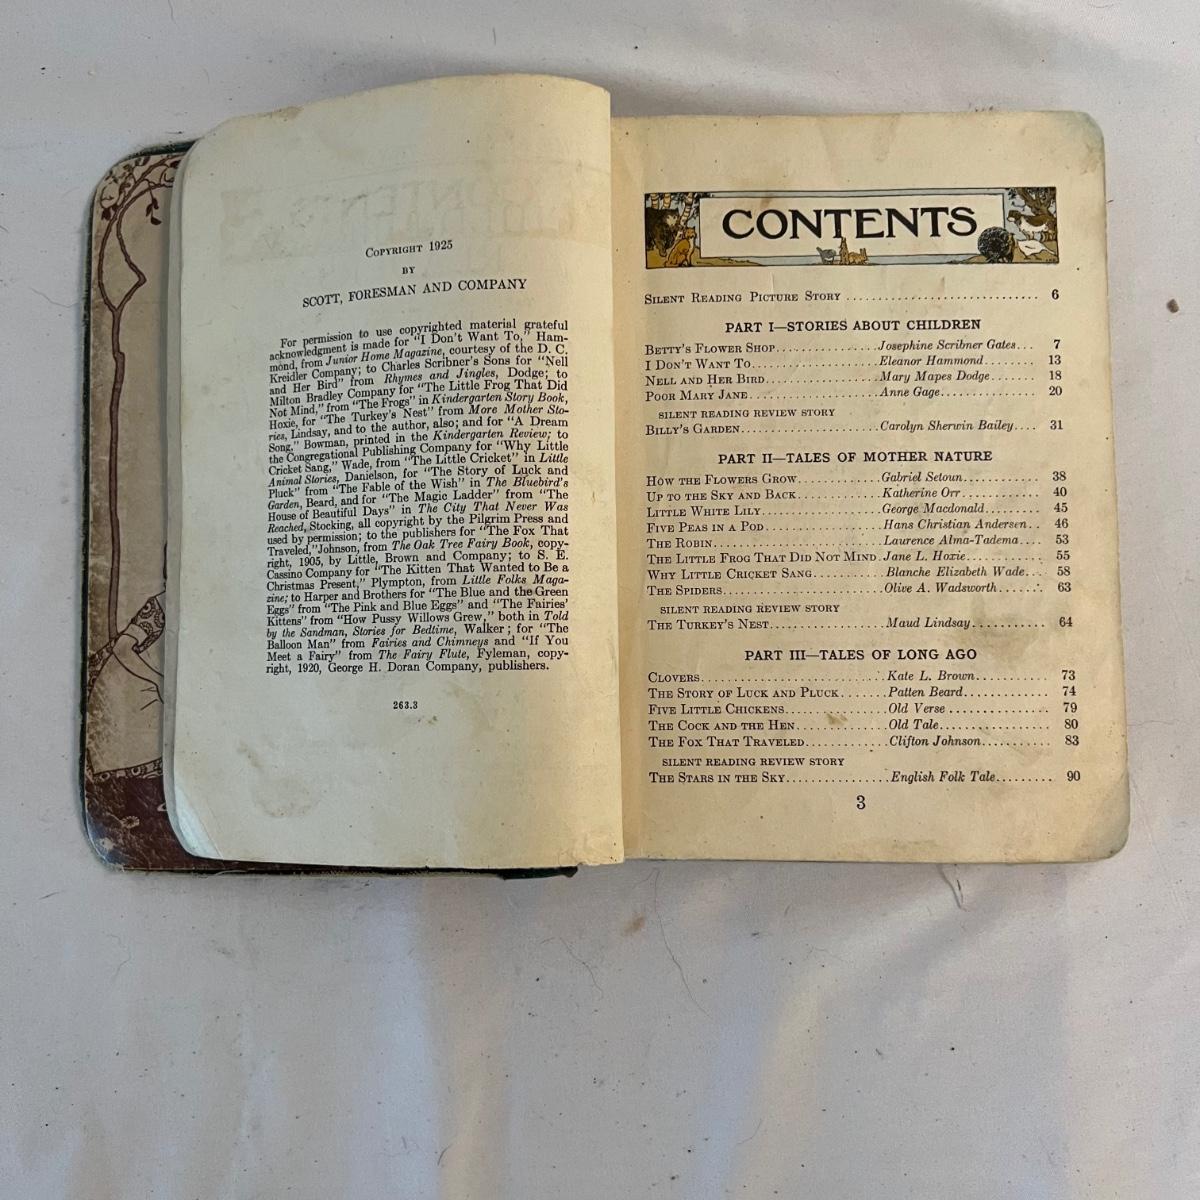 COPYRIGHT 1925
BY
SCOTT, FORESMAN AND COMPANY
For permission to use copyrighted material grateful
acknowledgment is made for "I Don't Want To," Ham-
mond, from Junior Home Magazine, courtesy of the D. C.
Kreidler Company; to Charles Scribner's Sons for "Nell
and Her Bird" from Rhymes and Jingles, Dodge; to
Milton Bradley Company for "The Little Frog That Did
Not Mind," from "The Frogs" in Kindergarten Story Book,
Hoxie, for "The Turkey's Nest" from More Mother Sto-
ries, Lindsay, and to the author, also; and for "A Dream
Song," Bowman, printed in the Kindergarten Review; to
the Congregational Publishing Company for "Why Little
Cricket Sang," Wade, from "The Little Cricket" in Little
Animal Stories, Danielson, for "The Story of Luck and
Pluck" from "The Fable of the Wish" in The Bluebird's
Garden, Beard, and for "The Magic Ladder" from "The
House of Beautiful Days" in The City That Never Was
Reached, Stocking, all copyright by the Pilgrim Press and
used by permission; to the publishers for "The Fox That
Traveled," Johnson, from The Oak Tree Fairy Book, copy-
right, 1905, by Little, Brown and Company; to S. E.
Cassino Company for "The Kitten That Wanted to Be a
Christmas Present," Plympton, from Little Folks Maga-
zine; to Harper and Brothers for "The Blue and the Green
Eggs" from "The Pink and Blue Eggs" and "The Fairies'
Kittens" from "How Pussy Willows Grew," both in Told
by the Sandman, Stories for Bedtime, Walker; for "The
Balloon Man" from Fairies and Chimneys and "If You
Meet a Fairy" from The Fairy Flute, Fyleman, copy-
right, 1920, George H. Doran Company, publishers.
263.3
CONTENTS
SILENT READING PICTURE STORY .............................. 6
PART I—STORIES ABOUT CHILDREN
BETTY'S FLOWER SHOP...............Josephine Scribner Gates... 7
I DON'T WANT TO...................Eleanor Hammond........ 13
NELL AND HER BIRD.................Mary Mapes Dodge....... 18
POOR MARY JANE....................Anne Gage.............. 20
SILENT READING REVIEW STORY
BILLY'S GARDEN....................Carolyn Sherwin Bailey.... 31
PART II—TALES OF MOTHER NATURE
HOW THE FLOWERS GROW............Gabriel Setoun........... 38
UP TO THE SKY AND BACK............Katherine Orr............ 40
LITTLE WHITE LILY.................George Macdonald......... 45
FIVE PEAS IN A POD................Hans Christian Andersen.. 46
THE ROBIN.........................Laurence Alma-Tadema.... 53
THE LITTLE FROG THAT DID NOT MIND.Jane L. Hoxie............ 55
WHY LITTLE CRICKET SANG...........Blanche Elizabeth Wade... 58
THE SPIDERS.......................Olive A. Wadsworth....... 63
SILENT READING REVIEW STORY
THE TURKEY'S NEST.................Maud Lindsay............ 64
PART III—TALES OF LONG AGO
CLOVERS...........................Kate L. Brown........... 73
THE STORY OF LUCK AND PLUCK.......Patten Beard............ 74
FIVE LITTLE CHICKENS..............Old Verse .............. 79
THE COCK AND THE HEN..............Old Tale................ 80
THE FOX THAT TRAVELED.............Clifton Johnson.......... 83
SILENT READING REVIEW STORY
THE STARS IN THE SKY..............English Folk Tale........ 90
3